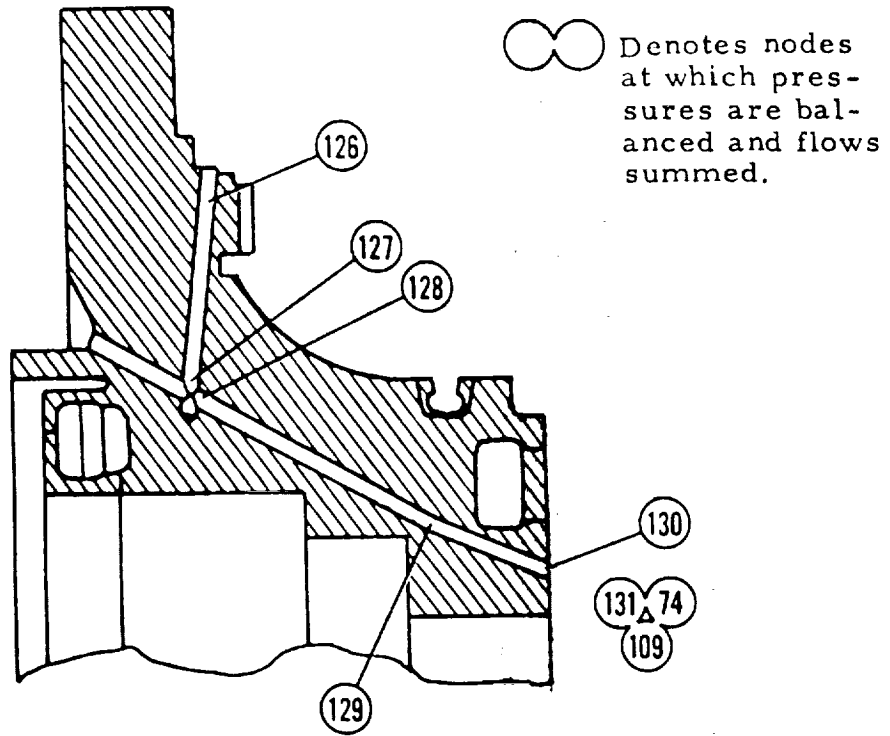 Denotes nodes
at which pres-
sures are bal-
anced and flows
summed.
126
127
128
130
131 74
109
129